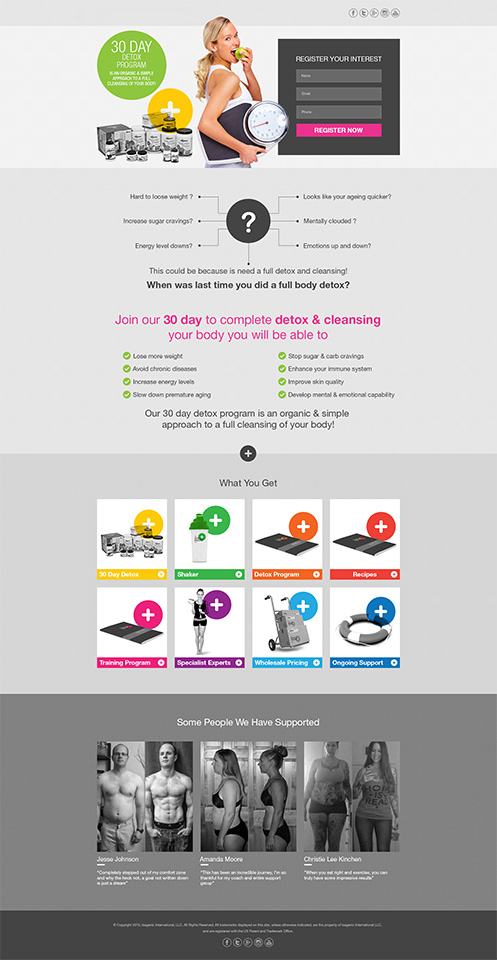 30 DAY
DETOX
PROGRAM
IS AN ORGANIC & SIMPLE
APPROACH TO A FULL
CLEANSING OF YOUR BODY!
REGISTER YOUR INTEREST
Name
Email
Phone
REGISTER NOW
Hard to loose weight ?
Looks like your ageing quicker?
Increase sugar cravings?
?
Mentally clouded ?
Energy level downs?
Emotions up and down?
This could be because is need a full detox and cleansing!
When was last time you did a full body detox?
Join our 30 day to complete detox & cleansing
your body you will be able to
Lose more weight
Stop sugar & carb cravings
Avoid chronic diseases
Enhance your immune system
Increase energy levels
Improve skin quality
Slow down premature aging
Develop mental & emotional capability
Our 30 day detox program is an organic & simple
approach to a full cleansing of your body!
What You Get
30 Day Detox
Shaker
Detox Program
Recipes
Training Program
Specialist Experts
Wholesale Pricing
Ongoing Support
Some People We Have Supported
Jesse Johnson
"Completely stepped out of my comfort zone
and why the heck not, a goal not written down
is just a dream"
Amanda Moore
"This has been an incredible journey, I'm so
thankful for my coach and entire support
group"
Christie Lee Kinchen
"When you eat right and exercise, you can
truly have some impressive results"
© Copyright 2013, Isagenix International, LLC. All Rights Reserved. All trademarks displayed on this site, unless otherwise indicated, are the property of Isagenix International LLC,
and are registered with the US Patent and Trademark Office.